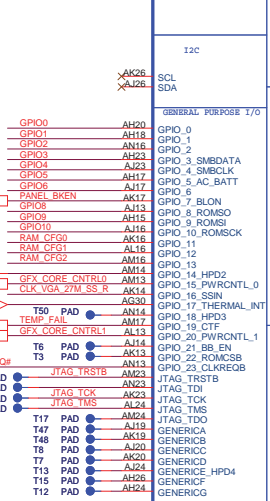 I2C
AK26 SCL
AJ26 SDA
GENERAL PURPOSE I/O
GPIO0 AH20 GPIO_0
GPIO1 AH18 GPIO_1
GPIO2 AN16 GPIO_2
GPIO3 AH23 GPIO_3_SMBDATA
GPIO4 AJ23 GPIO_4_SMBCLK
GPIO5 AH17 GPIO_5_AC_BATT
GPIO6 AJ17 GPIO_6
PANEL_BKEN AK17 GPIO_7_BLON
GPIO8 AJ13 GPIO_8_ROMSO
GPIO9 AH15 GPIO_9_ROMSI
GPIO10 AJ16 GPIO_10_ROMSCK
RAM_CFG0 AK16 GPIO_11
RAM_CFG1 AL16 GPIO_12
RAM_CFG2 AM16 GPIO_13
AM14 GPIO_14_HPD2
GFX_CORE_CNTRL0 AM13 GPIO_15_PWRCNTL_0
CLK_VGA_27M_SS_R AK14 GPIO_16_SSIN
AG30 GPIO_17_THERMAL_INT
T50 PAD AN14 GPIO_18_HPD3
TEMP_FAIL AM17 GPIO_19_CTF
GFX_CORE_CNTRL1 AL13 GPIO_20_PWRCNTL_1
T6 PAD AJ14 GPIO_21_BB_EN
T3 PAD AK13 GPIO_22_ROMCSB
Q# AN13 GPIO_23_CLKREQB
D JTAG_TRSTB AM23 JTAG_TRSTB
D AN23 JTAG_TDI
D JTAG_TCK AK23 JTAG_TCK
D JTAG_TMS AL24 JTAG_TMS
T17 PAD AM24 JTAG_TDO
T47 PAD AJ19 GENERICA
T48 PAD AK19 GENERICB
T8 PAD AJ20 GENERICC
T7 PAD AK20 GENERICD
T13 PAD AJ24 GENERICE_HPD4
T15 PAD AH26 GENERICF
T12 PAD AH24 GENERICG